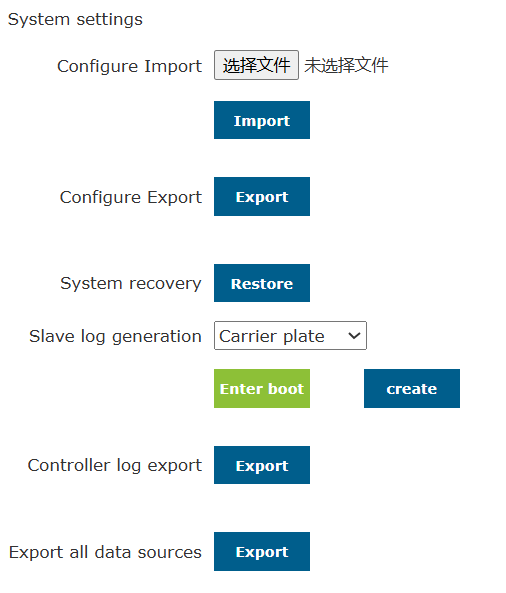 System settings
Configure Import 选择文件 未选择文件
Import
Configure Export Export
System recovery Restore
Slave log generation Carrier plate
Enter boot create
Controller log export Export
Export all data sources Export